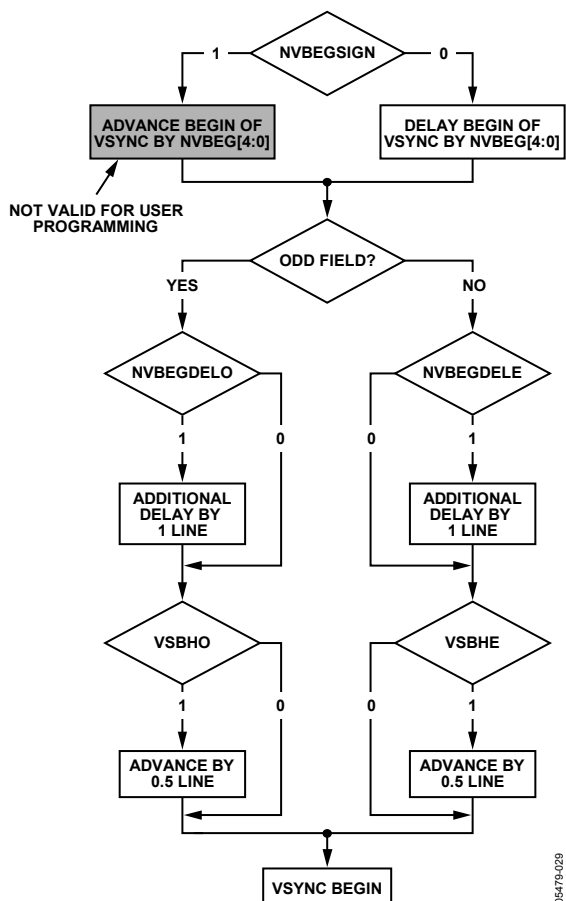 NVBEGSIGN
1
0
ADVANCE BEGIN OF
VSYNC BY NVBEG[4:0]
DELAY BEGIN OF
VSYNC BY NVBEG[4:0]
NOT VALID FOR USER
PROGRAMMING
ODD FIELD?
YES
NO
NVBEGDELO
NVBEGDELE
1
0
0
1
ADDITIONAL
DELAY BY
1 LINE
ADDITIONAL
DELAY BY
1 LINE
VSBHO
VSBHE
1
0
0
1
ADVANCE BY
0.5 LINE
ADVANCE BY
0.5 LINE
VSYNC BEGIN
05479-029